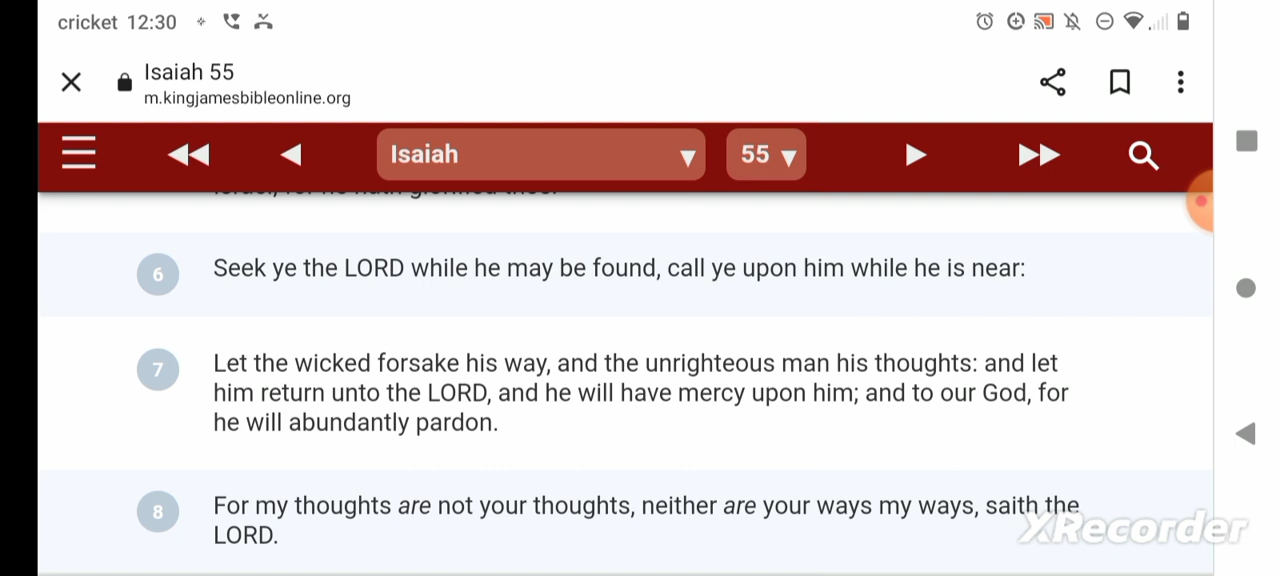 cricket 12:30
Isaiah 55
m.kingjamesbibleonline.org
Isaiah 55
6 Seek ye the LORD while he may be found, call ye upon him while he is near:
7 Let the wicked forsake his way, and the unrighteous man his thoughts: and let
him return unto the LORD, and he will have mercy upon him; and to our God, for
he will abundantly pardon.
8 For my thoughts are not your thoughts, neither are your ways my ways, saith the
LORD.
XRecorder